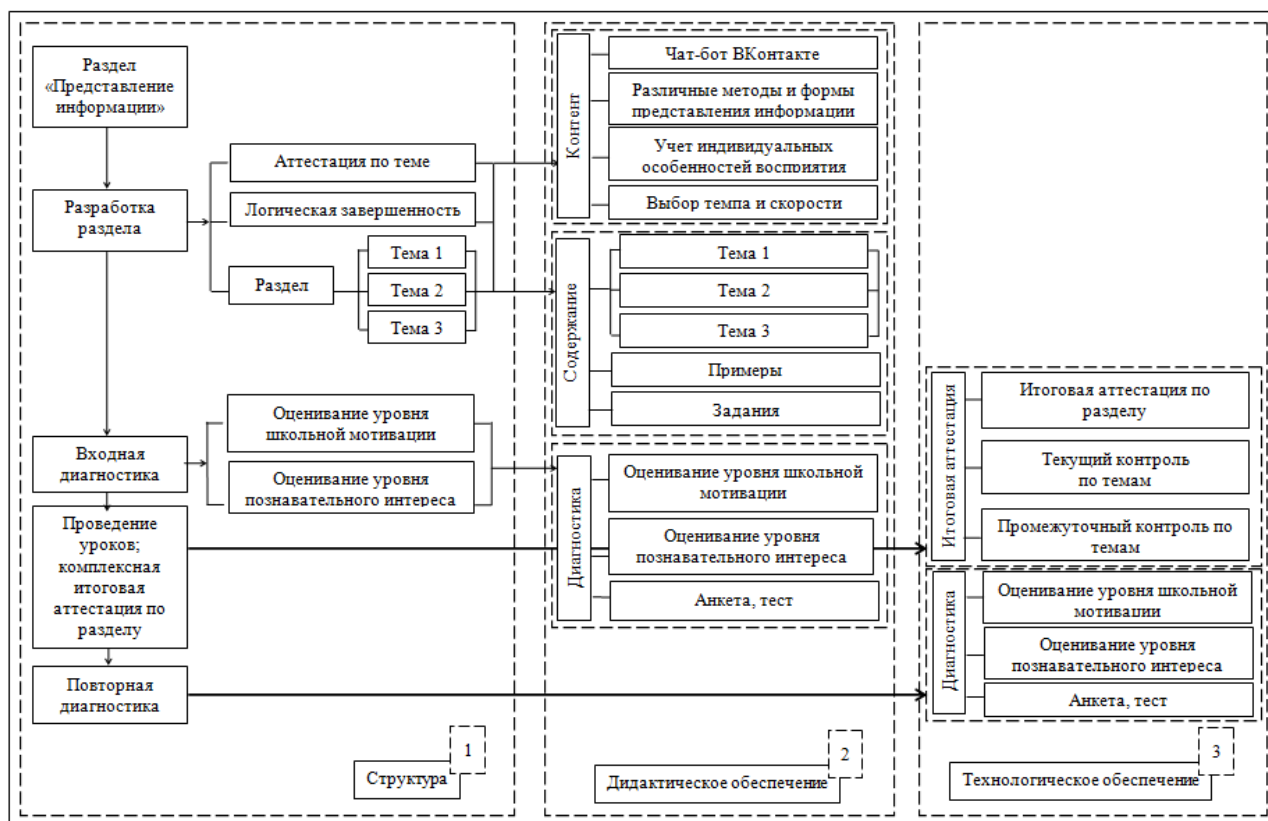 Раздел
«Представление
информации»
Разработка
раздела
Аттестация по теме
Логическая завершенность
Раздел
Тема 1
Тема 2
Тема 3
Входная
диагностика
Оценивание уровня
школьной мотивации
Оценивание уровня
познавательного интереса
Проведение
уроков;
комплексная
итоговая
аттестация по
разделу
Повторная
диагностика
1
Структура
Контент
Чат-бот ВКонтакте
Различные методы и формы
представления информации
Учет индивидуальных
особенностей восприятия
Выбор темпа и скорости
Содержание
Тема 1
Тема 2
Тема 3
Примеры
Задания
Диагностика
Оценивание уровня школьной
мотивации
Оценивание уровня
познавательного интереса
Анкета, тест
2
Дидактическое обеспечение
Итоговая аттестация
Итоговая аттестация по
разделу
Текущий контроль
по темам
Промежуточный контроль по
темам
Диагностика
Оценивание уровня школьной
мотивации
Оценивание уровня
познавательного интереса
Анкета, тест
3
Технологическое обеспечение